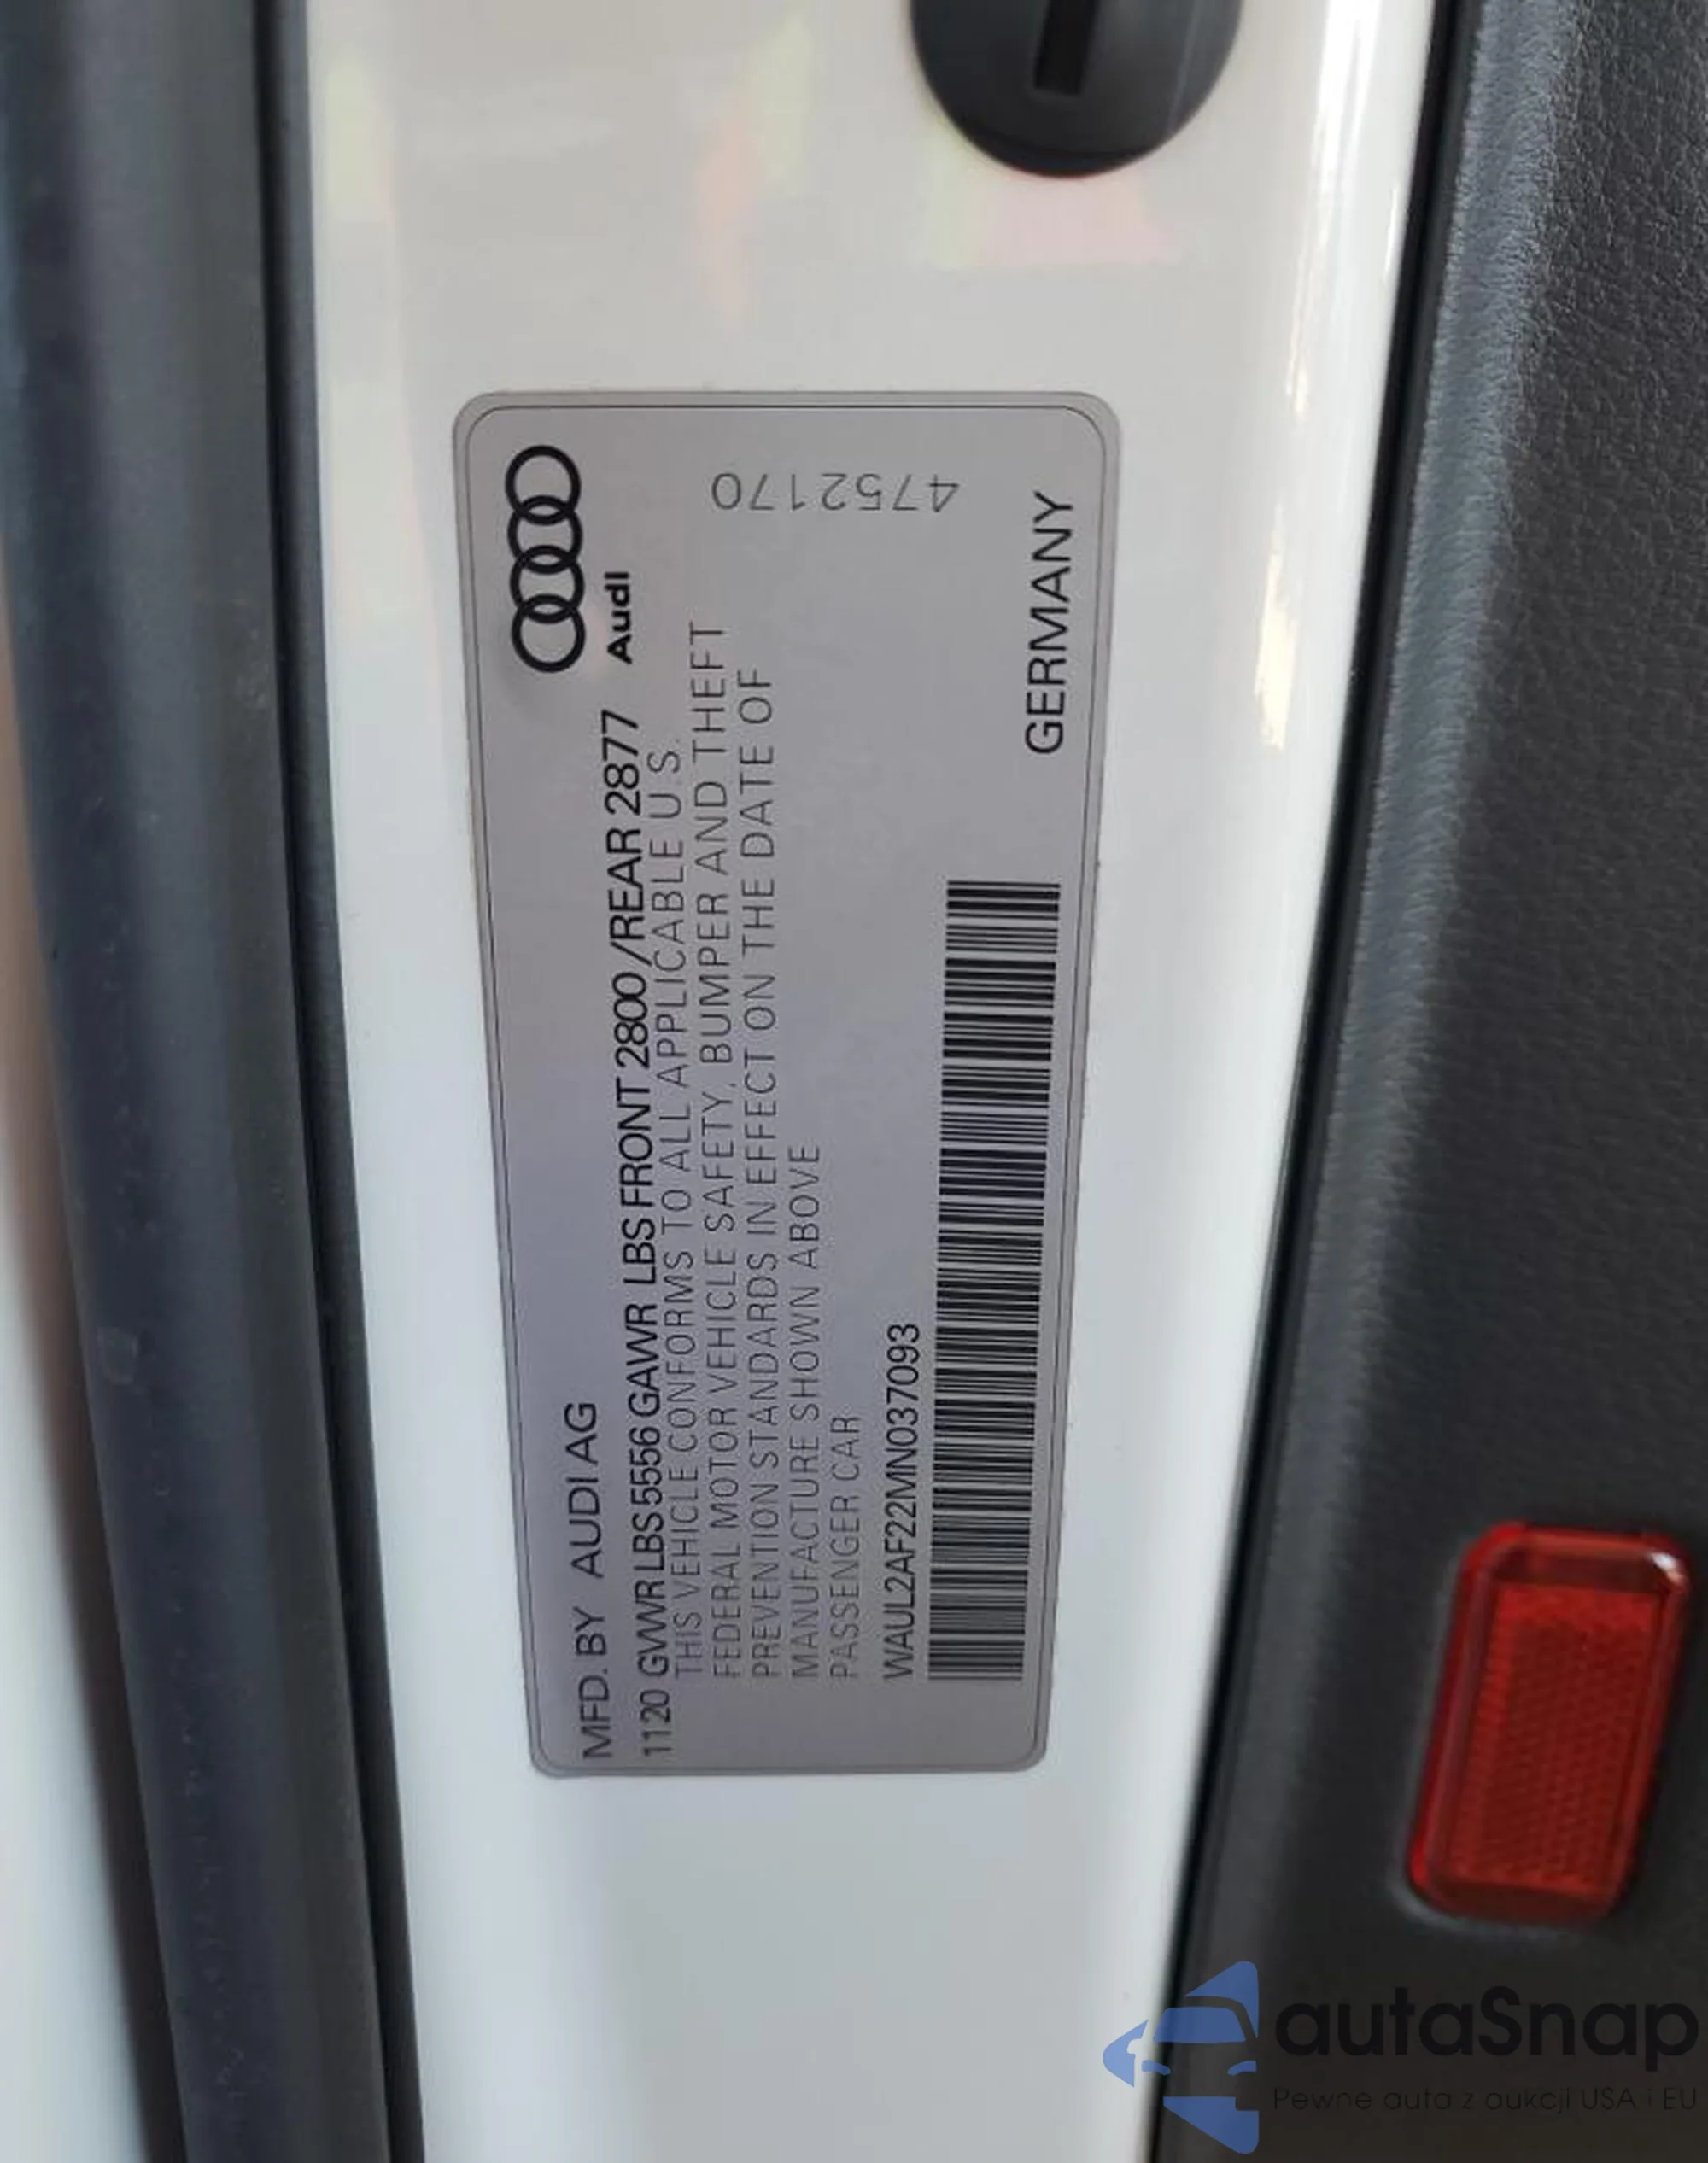 MFD. BY AUDI AG
1120 GVWR LBS 5556 GAWR LBS FRONT 2800/REAR 2877
Audi
THIS VEHICLE CONFORMS TO ALL APPLICABLE U.S.
FEDERAL MOTOR VEHICLE SAFETY, BUMPER AND THEFT
PREVENTION STANDARDS IN EFFECT ON THE DATE OF
MANUFACTURE SHOWN ABOVE
PASSENGER CAR
4752170
WAUL2AF22MN037093
GERMANY
autaSnap
Pewne auta z aukcji USA i EU